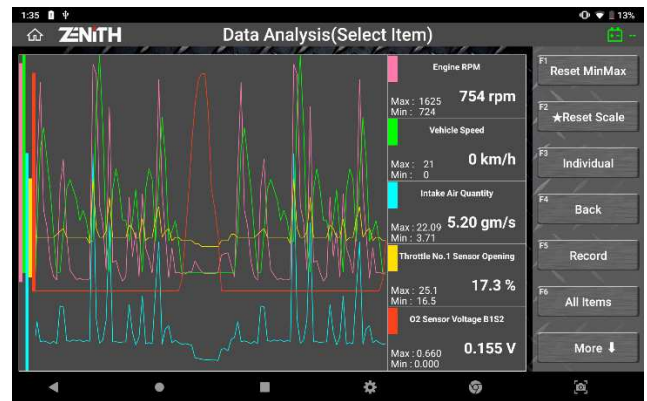 1:35 13%
ZENITH Data Analysis(Select Item) --
Engine RPM
Max : 1625 754 rpm
Min : 724
Vehicle Speed
Max : 21 0 km/h
Min : 0
Intake Air Quantity
Max : 22.09 5.20 gm/s
Min : 3.71
Throttle No.1 Sensor Opening
Max : 25.1 17.3 %
Min : 16.5
O2 Sensor Voltage B1S2
Max : 0.660 0.155 V
Min : 0.000
F1 Reset MinMax
F2 ★Reset Scale
F3 Individual
F4 Back
F5 Record
F6 All Items
More ⬇